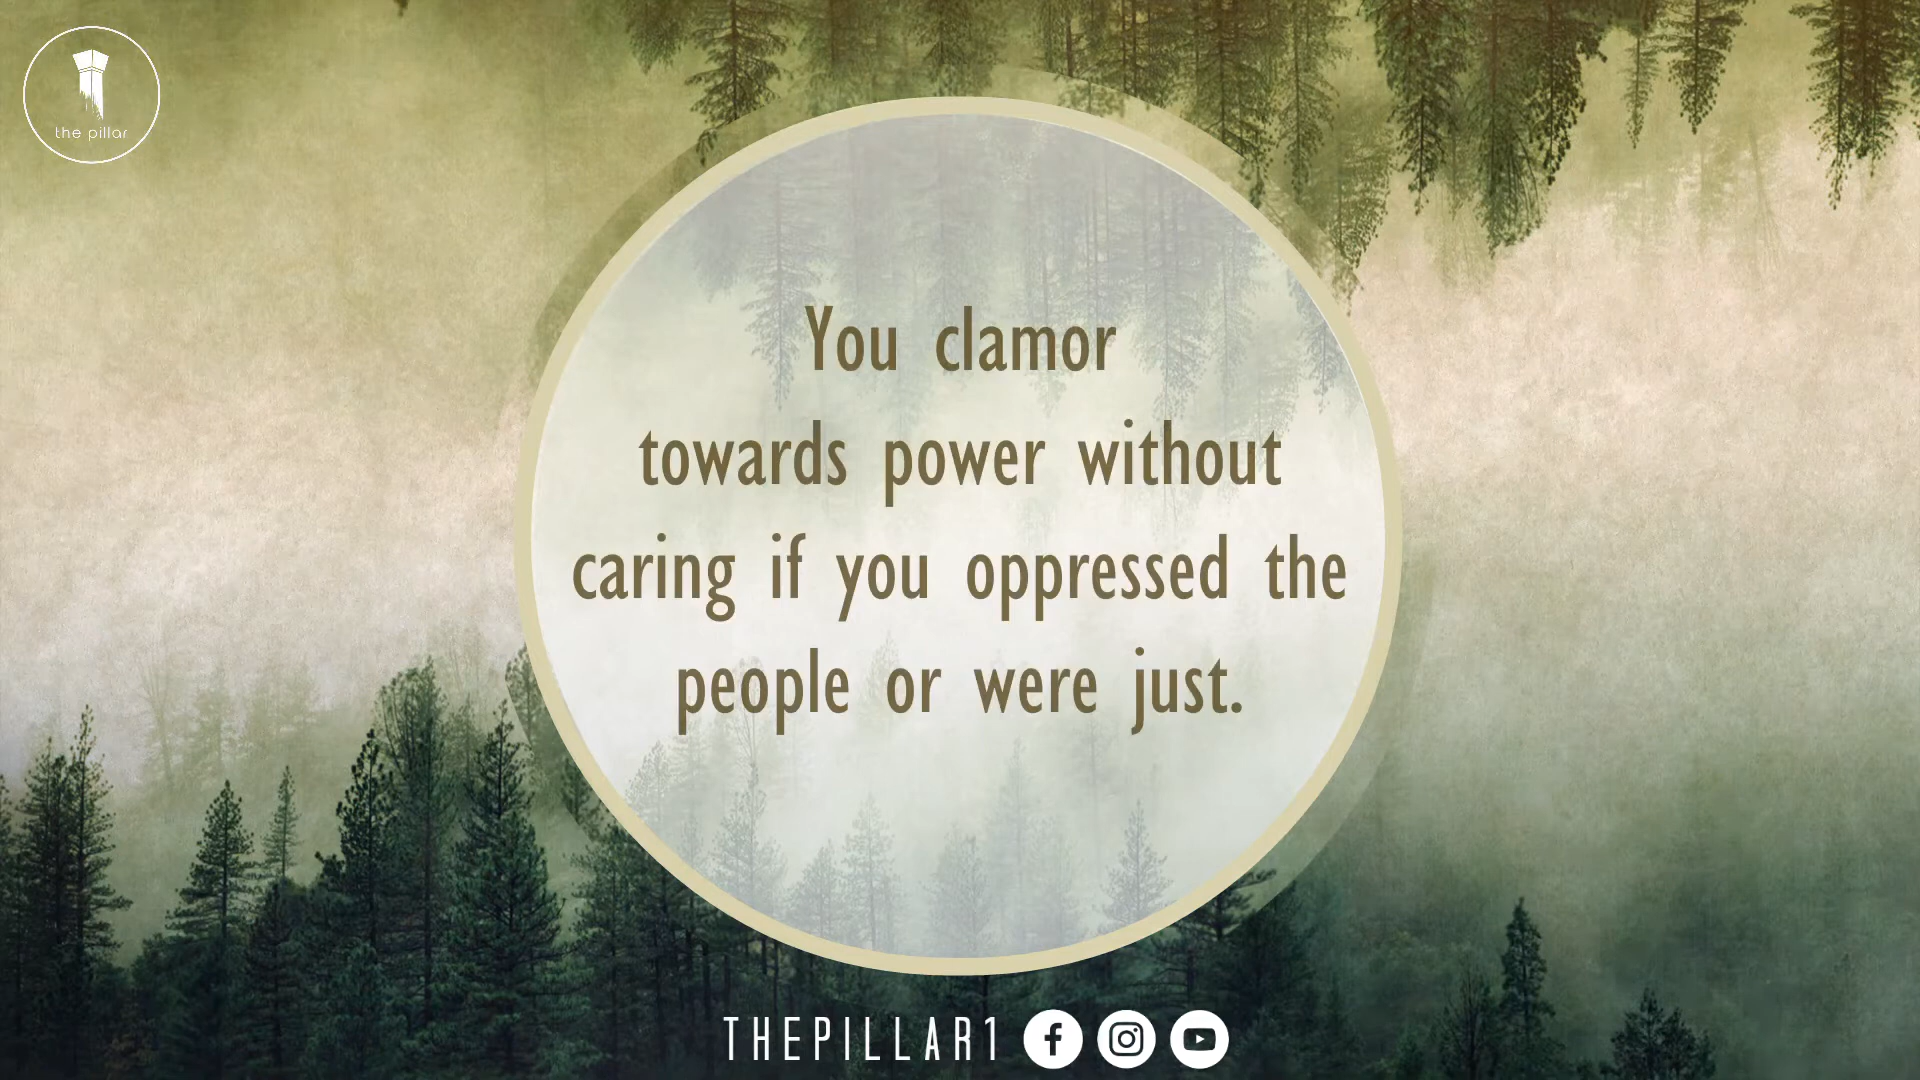 the pillar
You clamor
towards power without
caring if you oppressed the
people or were just.
THEPILLAR1